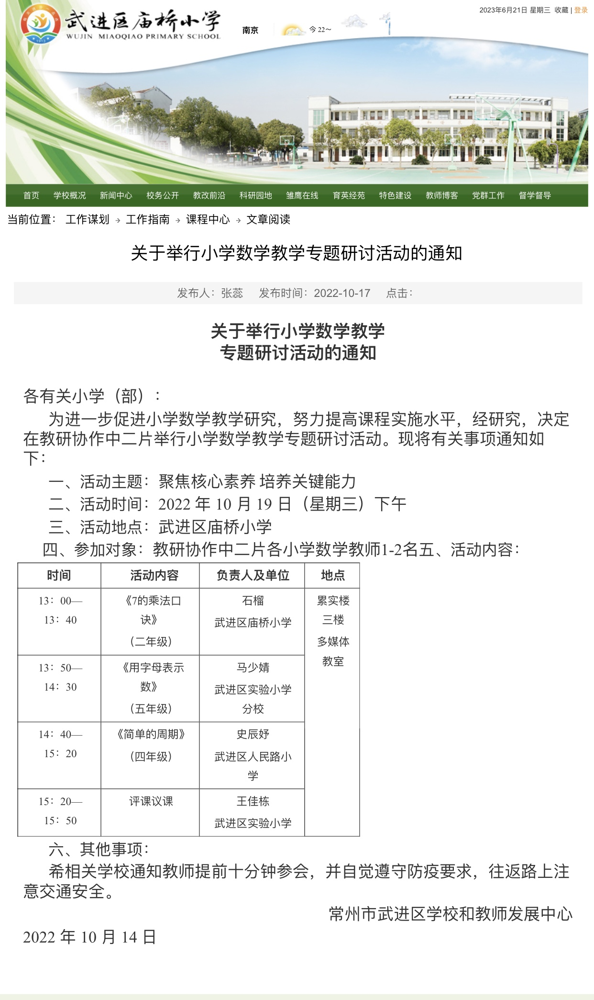 2023年6月21日 星期三 收藏 | 登录
武进区庙桥小学
WUJIN MIAOQIAO PRIMARY SCHOOL
1913
南京
今 22～
首页 学校概况 新闻中心 校务公开 教改前沿 科研园地 雏鹰在线 育英经苑 特色建设 教师博客 党群工作 督学督导
当前位置： 工作谋划 → 工作指南 → 课程中心 → 文章阅读
关于举行小学数学教学专题研讨活动的通知
发布人：张蕊 发布时间：2022-10-17 点击：
关于举行小学数学教学
专题研讨活动的通知
各有关小学（部）：
为进一步促进小学数学教学研究，努力提高课程实施水平，经研究，决定
在教研协作中二片举行小学数学教学专题研讨活动。现将有关事项通知如
下：
一、活动主题：聚焦核心素养 培养关键能力
二、活动时间：2022 年 10 月 19 日（星期三）下午
三、活动地点：武进区庙桥小学
四、参加对象：教研协作中二片各小学数学教师1-2名五、活动内容：
时间 活动内容 负责人及单位 地点
13：00—
13：40
《7的乘法口
诀》
（二年级）
石榴
武进区庙桥小学
累实楼
三楼
多媒体
教室
13：50—
14：30
《用字母表示
数》
（五年级）
马少婧
武进区实验小学
分校
14：40—
15：20
《简单的周期》
（四年级）
史辰妤
武进区人民路小
学
15：20—
15：50
评课议课
王佳栋
武进区实验小学
六、其他事项：
希相关学校通知教师提前十分钟参会，并自觉遵守防疫要求，往返路上注
意交通安全。
常州市武进区学校和教师发展中心
2022 年 10 月 14 日